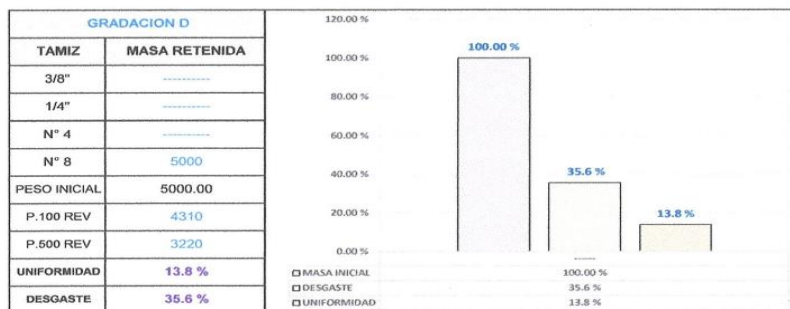 GRADACION D
TAMIZ MASA RETENIDA
3/8" ----------
1/4" ----------
N° 4 ----------
N° 8 5000
PESO INICIAL 5000.00
P.100 REV 4310
P.500 REV 3220
UNIFORMIDAD 13.8 %
DESGASTE 35.6 %
120.00 %
100.00 %
80.00 %
60.00 %
40.00 %
20.00 %
0.00 %
100.00 %
35.6 %
13.8 %
-----
MASA INICIAL 100.00 %
DESGASTE 35.6 %
UNIFORMIDAD 13.8 %